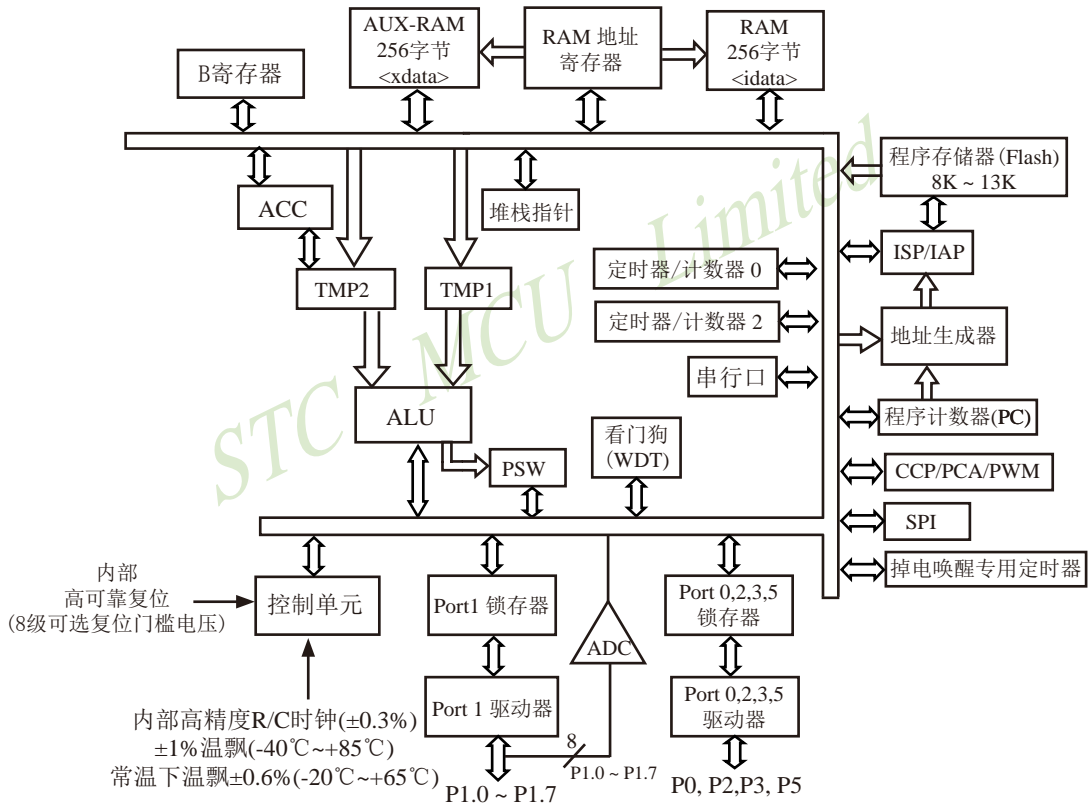 AUX-RAM
256字节
<xdata>
RAM 地址
寄存器
RAM
256字节
<idata>
B寄存器
程序存储器(Flash)
8K ~ 13K
ACC
堆栈指针
ISP/IAP
定时器/计数器 0
TMP2
TMP1
定时器/计数器 2
地址生成器
串行口
ALU
程序计数器(PC)
看门狗
(WDT)
PSW
CCP/PCA/PWM
SPI
掉电唤醒专用定时器
内部
高可靠复位
(8级可选复位门槛电压)
控制单元
Port1 锁存器
ADC
Port 0,2,3,5
锁存器
Port 1 驱动器
Port 0,2,3,5
驱动器
内部高精度R/C时钟(±0.3%)
±1%温飘(-40℃~+85℃)
常温下温飘±0.6%(-20℃~+65℃)
8
P1.0 ~ P1.7
P1.0 ~ P1.7
P0, P2,P3, P5
STC MCU Limited